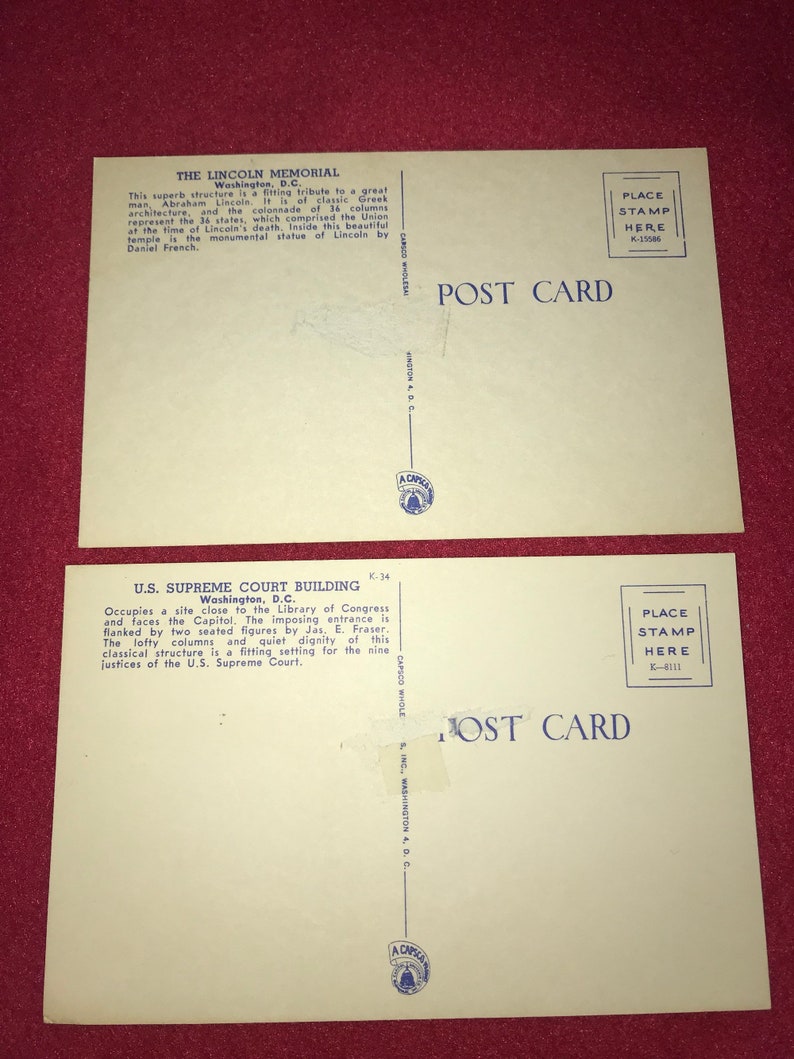 THE LINCOLN MEMORIAL
Washington, D.C.
This superb structure is a fitting tribute to a great
man, Abraham Lincoln. It is of classic Greek
architecture, and the colonnade of 36 columns
represent the 36 states, which comprised the Union
at the time of Lincoln's death. Inside this beautiful
temple is the monumental statue of Lincoln by
Daniel French.
CAPSCO WHOLESAL
HINGTON 4, D. C.
PLACE
STAMP
HERE
K-15586
POST CARD
A CAPSCO
K-34
U.S. SUPREME COURT BUILDING
Washington, D.C.
Occupies a site close to the Library of Congress
and faces the Capitol. The imposing entrance is
flanked by two seated figures by Jas. E. Fraser.
The lofty columns and quiet dignity of this
classical structure is a fitting setting for the nine
justices of the U.S. Supreme Court.
CAPSCO WHOLE
S, INC., WASHINGTON 4, D. C.
PLACE
STAMP
HERE
K—8111
POST CARD
A CAPSCO